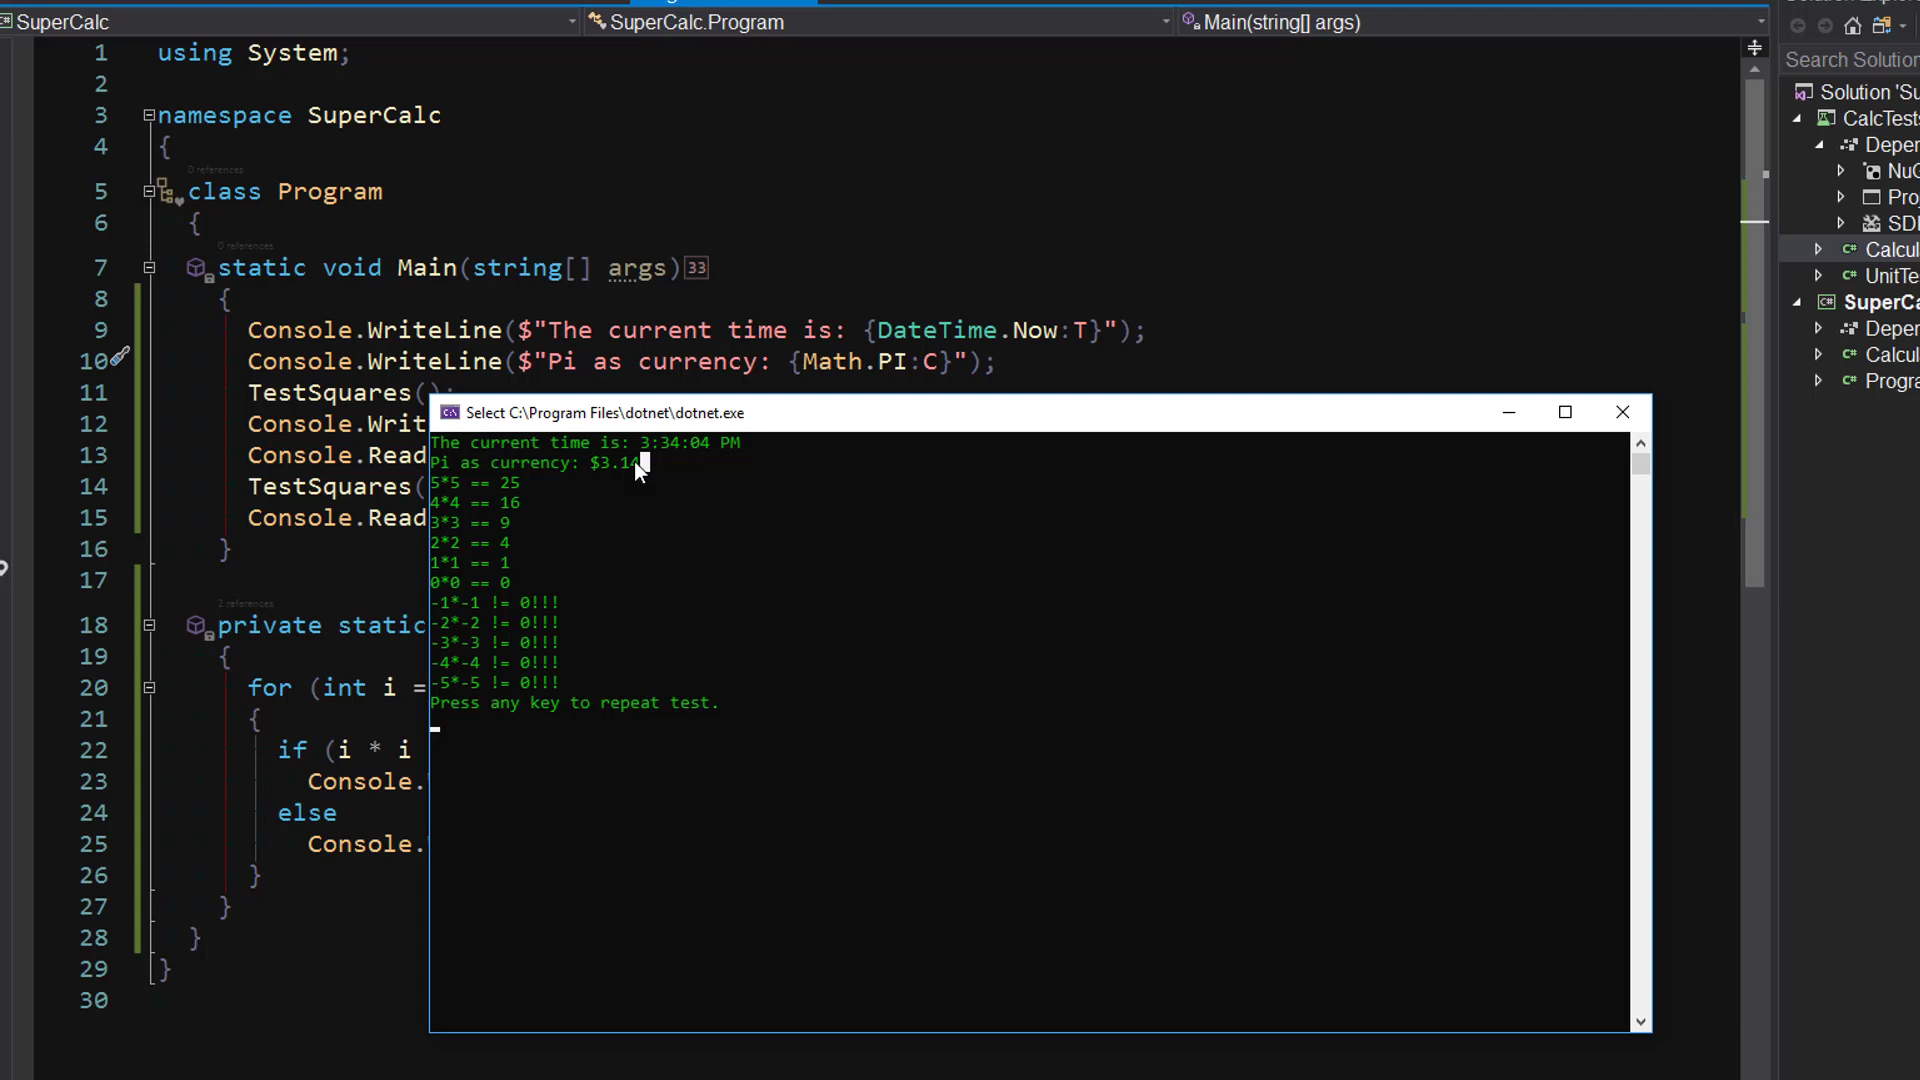 SuperCalc
SuperCalc.Program
Main(string[] args)
1 using System;
2
3 namespace SuperCalc
4 {
0 references
5 class Program
6 {
0 references
7 static void Main(string[] args) 33
8 {
9 Console.WriteLine($"The current time is: {DateTime.Now:T}");
10 Console.WriteLine($"Pi as currency: {Math.PI:C}");
11 TestSquares();
12 Console.Writ
13 Console.Read
14 TestSquares(
15 Console.Read
16 }
17
2 references
18 private static
19 {
20 for (int i =
21 {
22 if (i * i
23 Console.
24 else
25 Console.
26 }
27 }
28 }
29 }
30
Select C:\Program Files\dotnet\dotnet.exe
The current time is: 3:34:04 PM
Pi as currency: $3.14
5*5 == 25
4*4 == 16
3*3 == 9
2*2 == 4
1*1 == 1
0*0 == 0
-1*-1 != 0!!!
-2*-2 != 0!!!
-3*-3 != 0!!!
-4*-4 != 0!!!
-5*-5 != 0!!!
Press any key to repeat test.
Search Solution
Solution 'Su
CalcTests
Deper
NuG
Proj
SDK
C# Calcul
C# UnitTe
C# SuperCa
Deper
C# Calcul
C# Progra